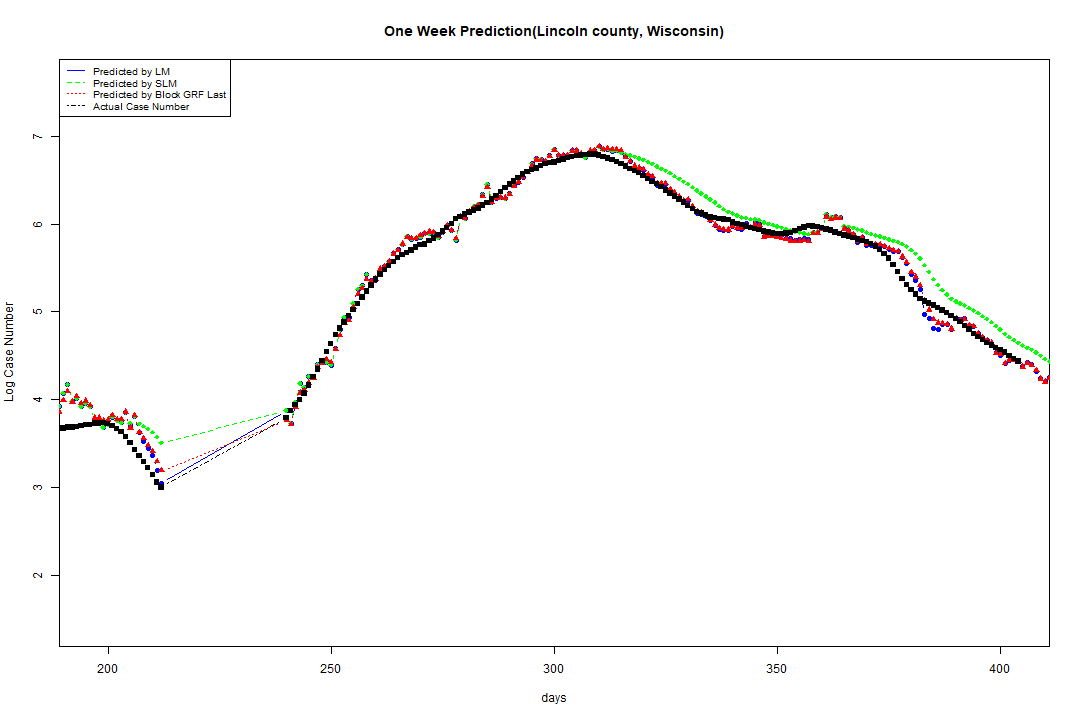 One Week Prediction(Lincoln county, Wisconsin)
Predicted by LM
Predicted by SLM
Predicted by Block GRF Last
Actual Case Number
7
6
5
4
3
2
Log Case Number
200 250 300 350 400
days